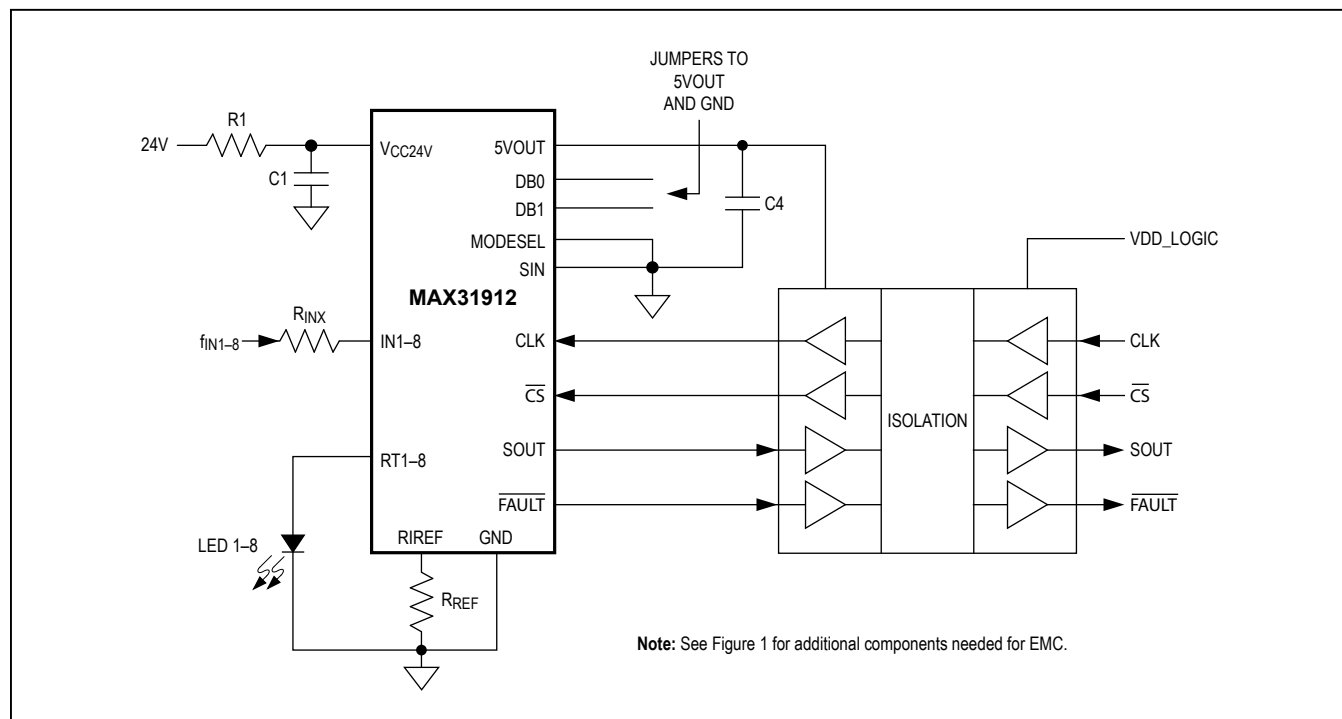 JUMPERS TO
5VOUT
AND GND
R1
24V
VCC24V
C1
5VOUT
DB0
DB1
C4
MODESEL
SIN
VDD_LOGIC
MAX31912
RINX
fIN1–8
IN1–8
CLK
CLK
CS
CS
ISOLATION
SOUT
SOUT
RT1–8
FAULT
FAULT
LED 1–8
RIREF
GND
RREF
Note: See Figure 1 for additional components needed for EMC.